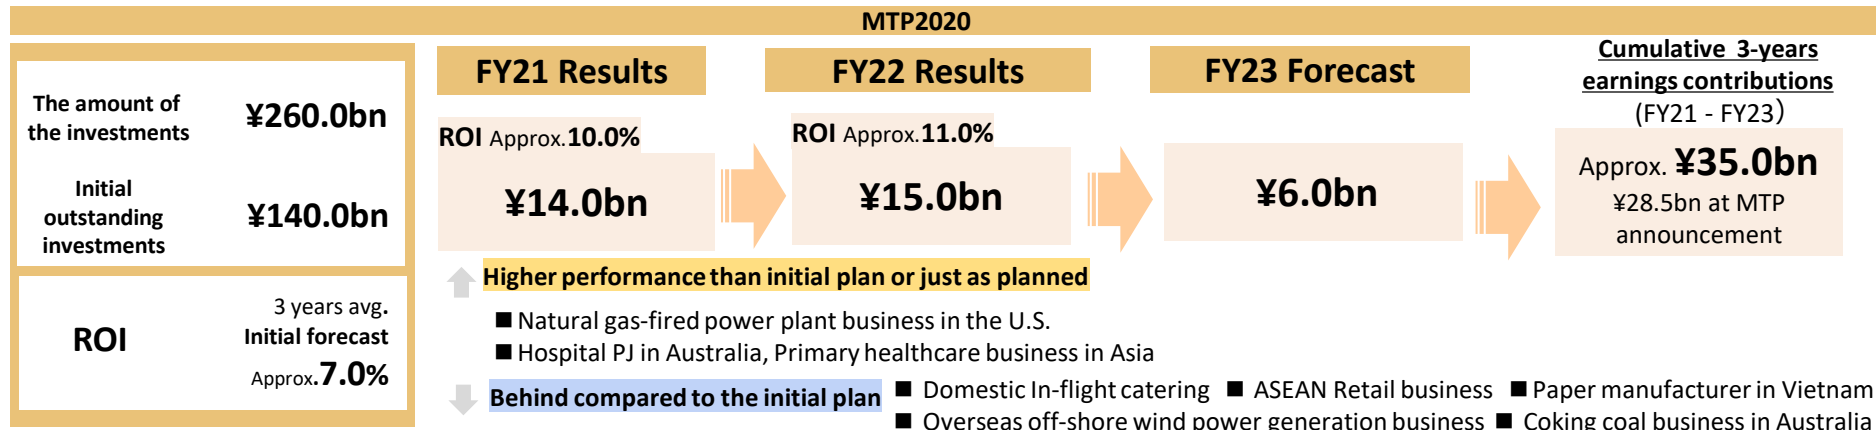 MTP2020
The amount of
the investments
¥260.0bn
Initial
outstanding
investments
¥140.0bn
ROI
3 years avg.
Initial forecast
Approx.7.0%
FY21 Results
ROI Approx.10.0%
¥14.0bn
FY22 Results
ROI Approx.11.0%
¥15.0bn
FY23 Forecast
¥6.0bn
Cumulative 3-years
earnings contributions
(FY21 - FY23）
Approx. ¥35.0bn
¥28.5bn at MTP
announcement
Higher performance than initial plan or just as planned
■ Natural gas-fired power plant business in the U.S.
■ Hospital PJ in Australia, Primary healthcare business in Asia
Behind compared to the initial plan
■ Domestic In-flight catering ■ ASEAN Retail business ■ Paper manufacturer in Vietnam
■ Overseas off-shore wind power generation business ■ Coking coal business in Australia